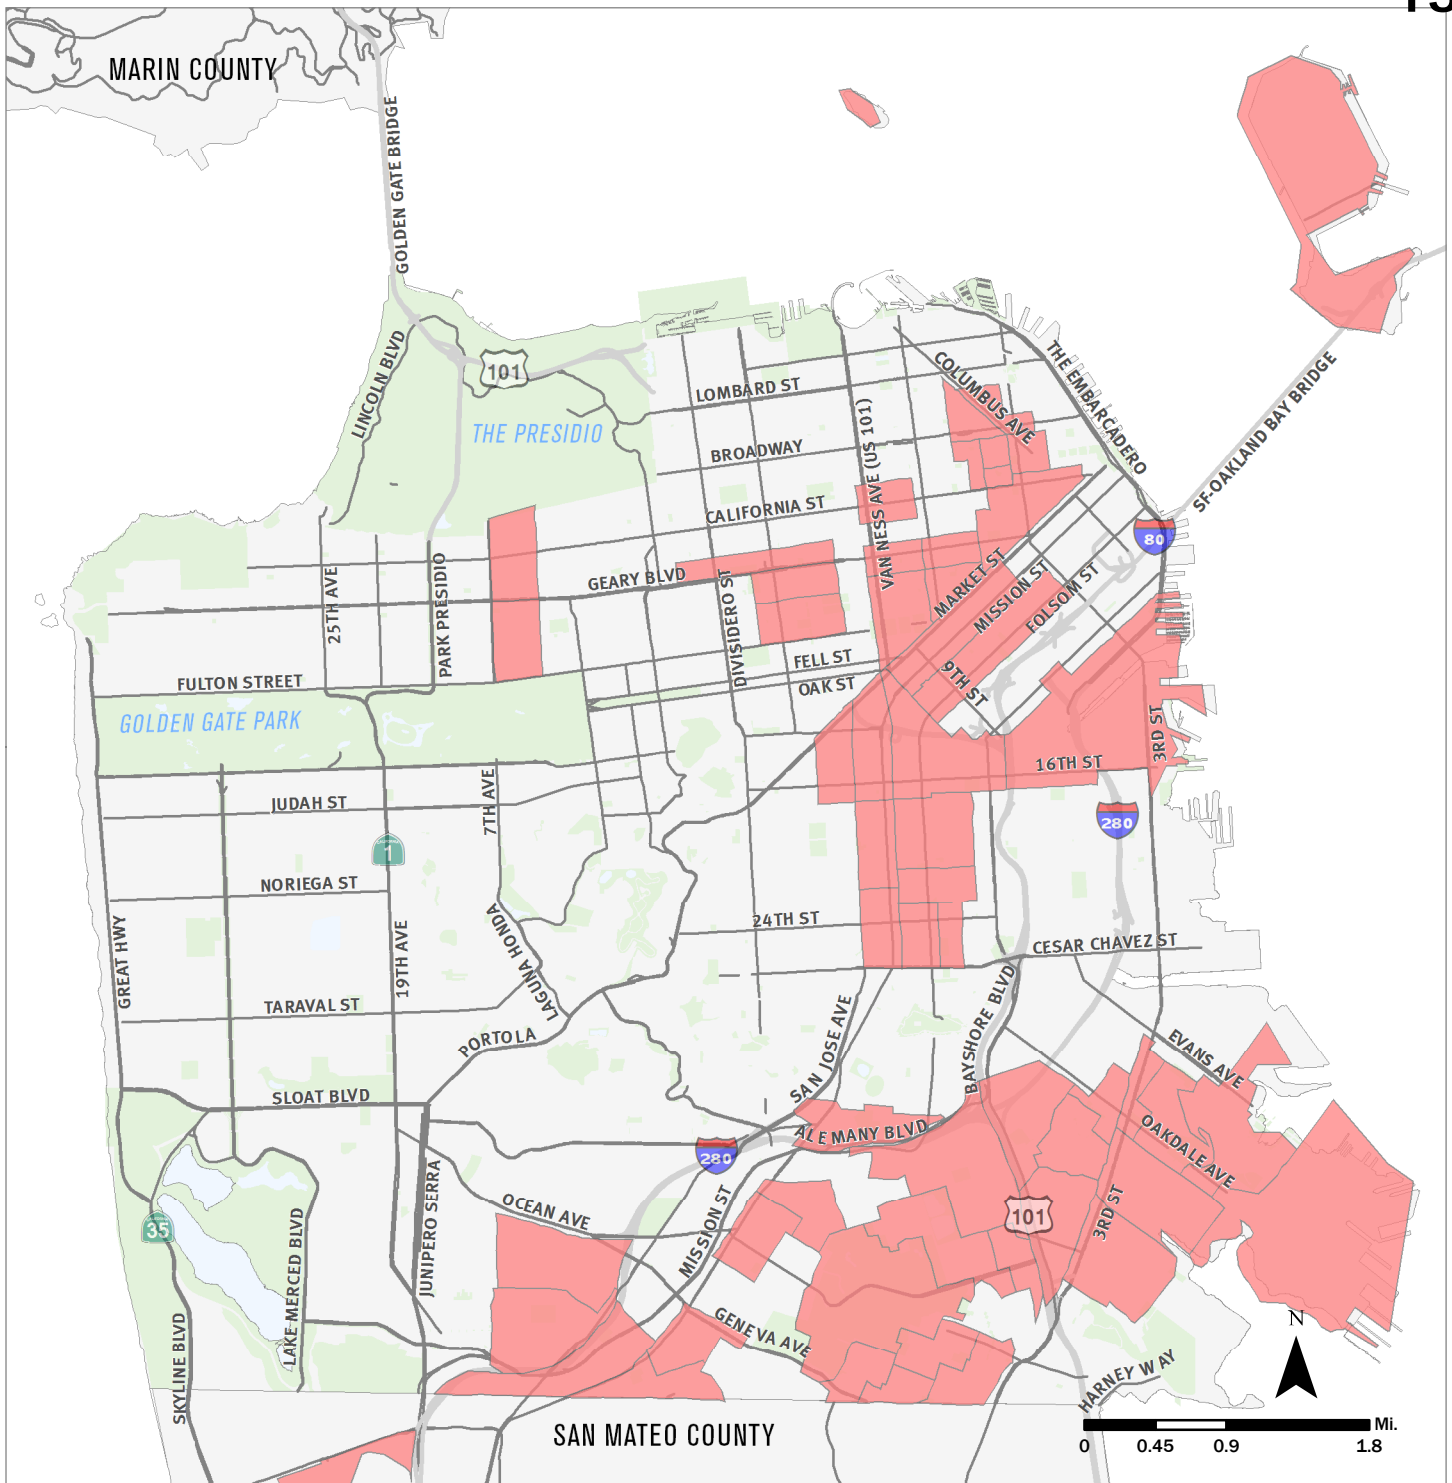 MARIN COUNTY
GOLDEN GATE BRIDGE
LINCOLN BLVD
101
THE PRESIDIO
LOMBARD ST
COLUMBUS AVE
THE EMBARCADERO
BROADWAY
VAN NESS AVE (US 101)
SF-OAKLAND BAY BRIDGE
CALIFORNIA ST
80
25TH AVE
PARK PRESIDIO
GEARY BLVD
DIVISIDERO ST
MARKET ST
MISSION ST
FOLSOM ST
FULTON STREET
FELL ST
OAK ST
9TH ST
GOLDEN GATE PARK
3RD ST
16TH ST
JUDAH ST
7TH AVE
280
CALIFORNIA
1
NORIEGA ST
24TH ST
GREAT HWY
19TH AVE
LAGUNA HONDA
CESAR CHAVEZ ST
TARAVAL ST
PORTOLA
SAN JOSE AVE
BAYSHORE BLVD
EVANS AVE
SLOAT BLVD
ALEMANY BLVD
OAKDALE AVE
280
JUNIPERO SERRA
OCEAN AVE
MISSION ST
101
3RD ST
35
LAKE MERCED BLVD
SKYLINE BLVD
GENEVA AVE
N
HARNEY WAY
SAN MATEO COUNTY
Mi.
0 0.45 0.9 1.8